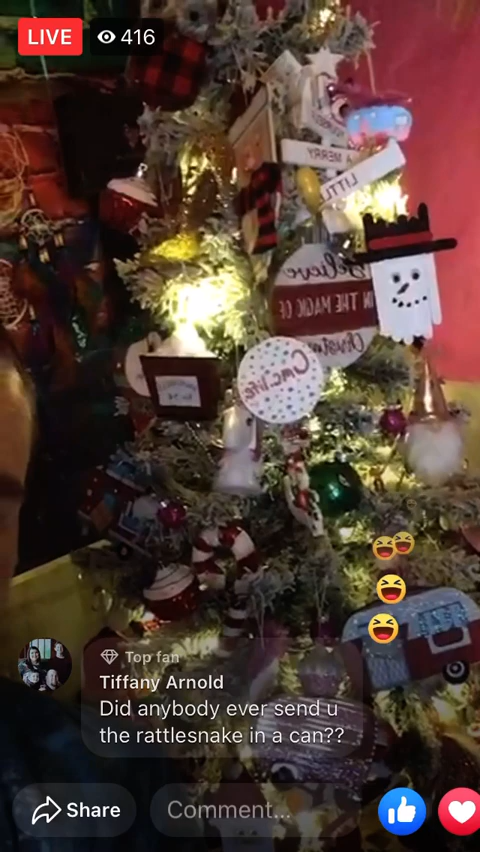 LIVE 416
A MERRY
LITTL
Believe
IN THE MAGIC OF
Christmas
Top fan
Tiffany Arnold
Did anybody ever send u
the rattlesnake in a can??
Share
Comment...